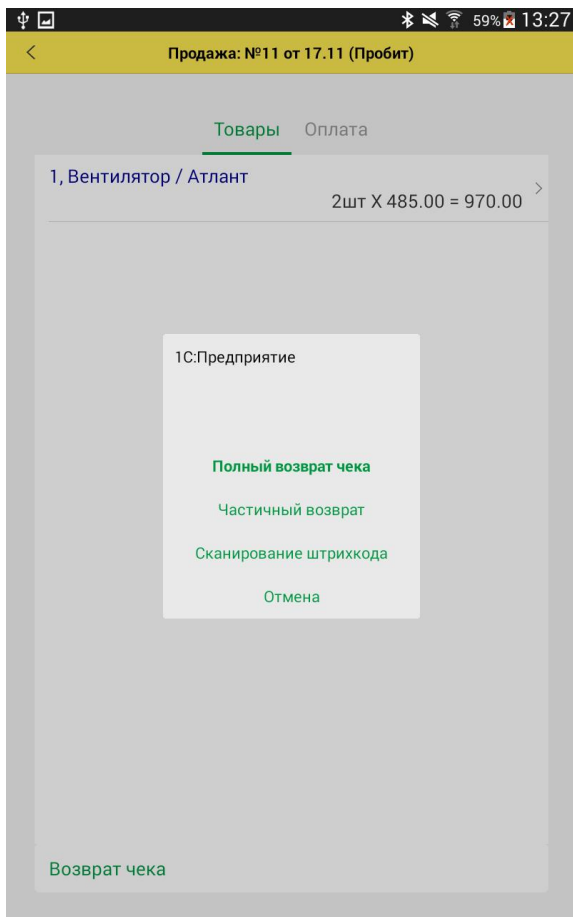 59% 13:27
Продажа: №11 от 17.11 (Пробит)
Товары Оплата
1, Вентилятор / Атлант
2шт X 485.00 = 970.00
1С:Предприятие
Полный возврат чека
Частичный возврат
Сканирование штрихкода
Отмена
Возврат чека